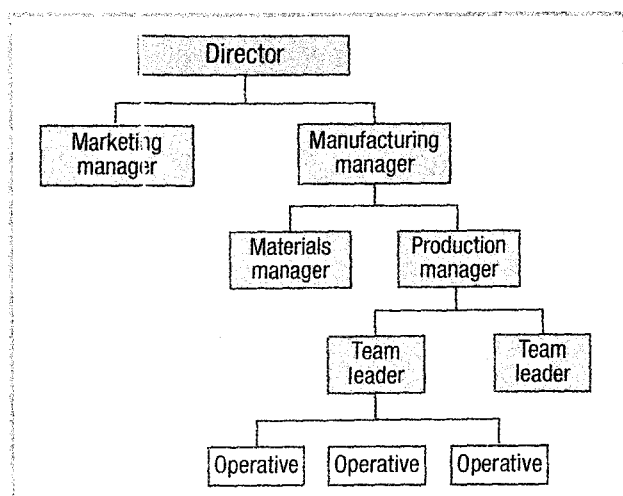 Director
Marketing
manager
Manufacturing
manager
Materials
manager
Production
manager
Team
leader
Team
leader
Operative
Operative
Operative